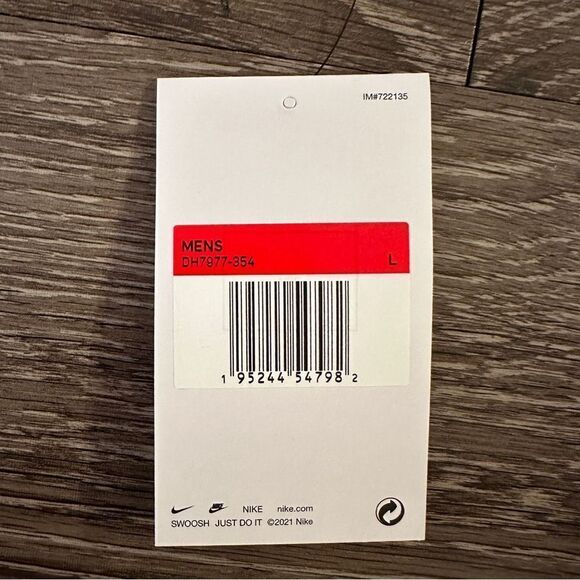 IM#722135
MENS
DH7977-354 L
1 95244 54798 2
NIKE nike.com
SWOOSH JUST DO IT ©2021 Nike